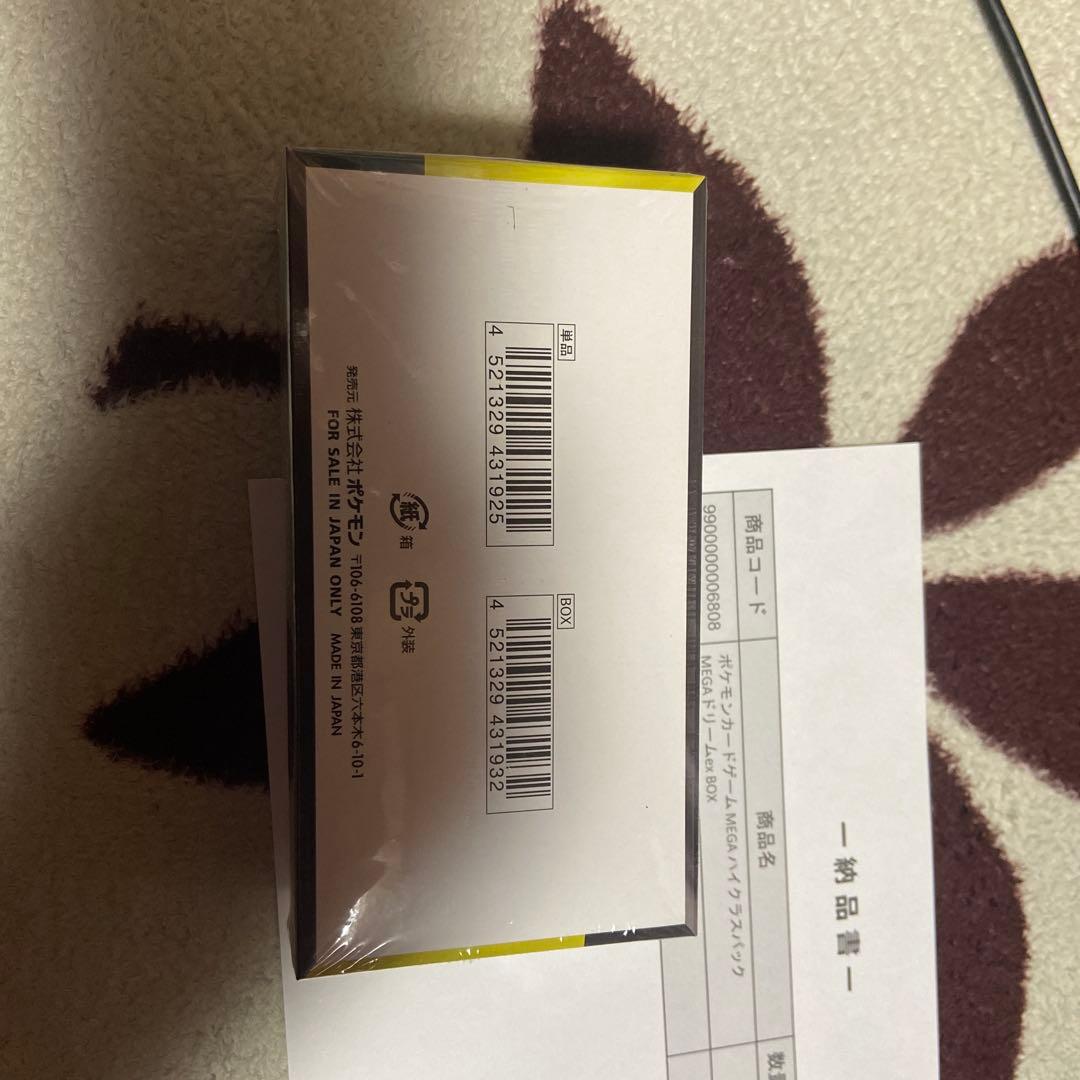 単品
4 521329 431925
BOX
4 521329 431932
紙 箱
プラ 外装
発売元 株式会社ポケモン 〒106-6108 東京都港区六本木6-10-1
FOR SALE IN JAPAN ONLY MADE IN JAPAN
ー納品書ー
商品コード 商品名 数量
9900000006808 ポケモンカードゲーム MEGA ハイクラスパック
MEGAドリームex BOX